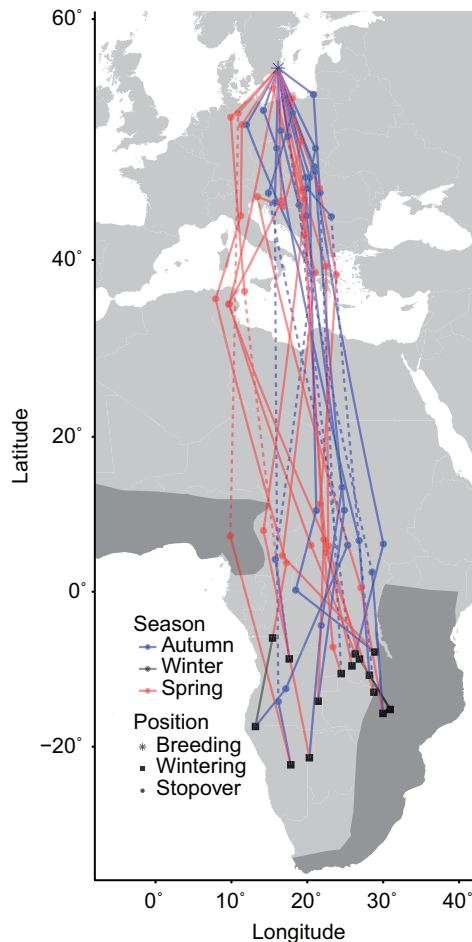 60˚
40˚
20˚
0˚
−20˚
Latitude
Season
Autumn
Winter
Spring
Position
Breeding
Wintering
Stopover
0˚ 10˚ 20˚ 30˚ 40˚
Longitude